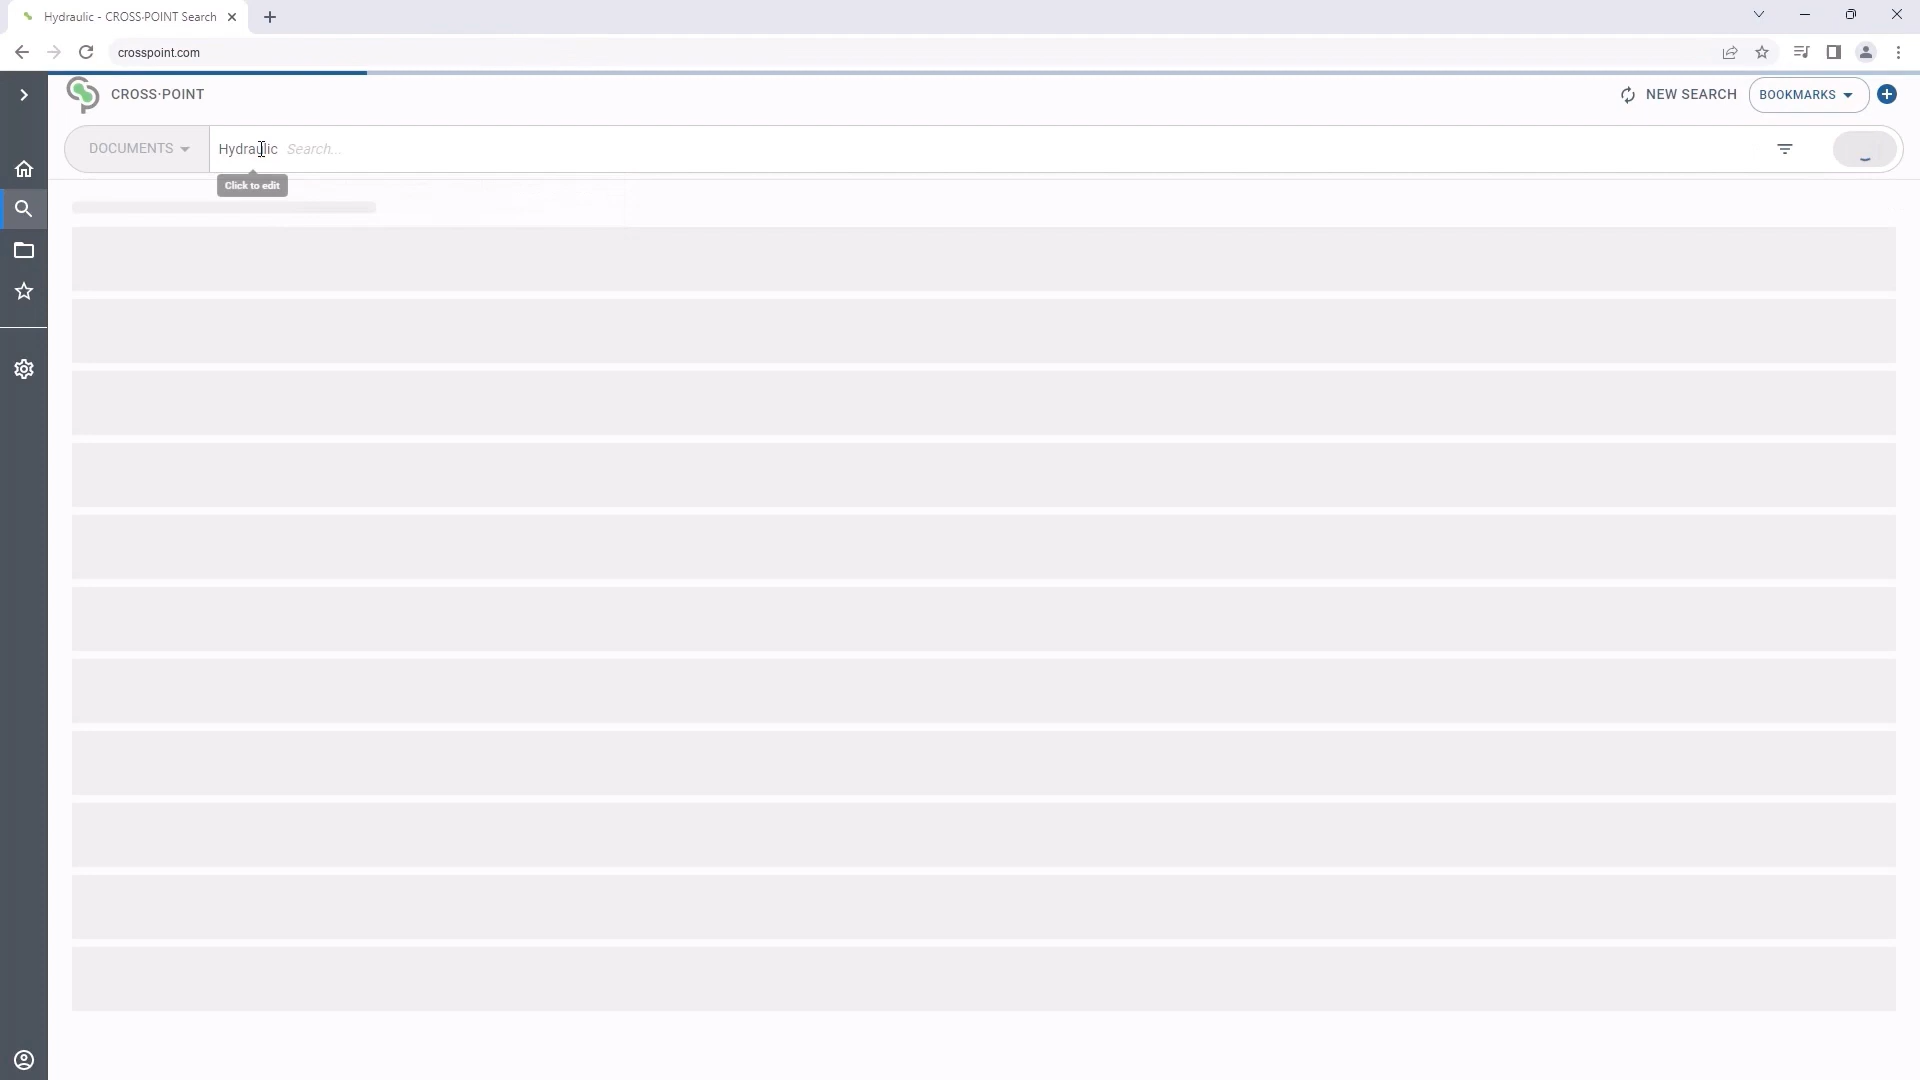 Hydraulic - CROSS-POINT Search
crosspoint.com
CROSS·POINT
NEW SEARCH
BOOKMARKS
DOCUMENTS
Hydraulic Search...
Click to edit